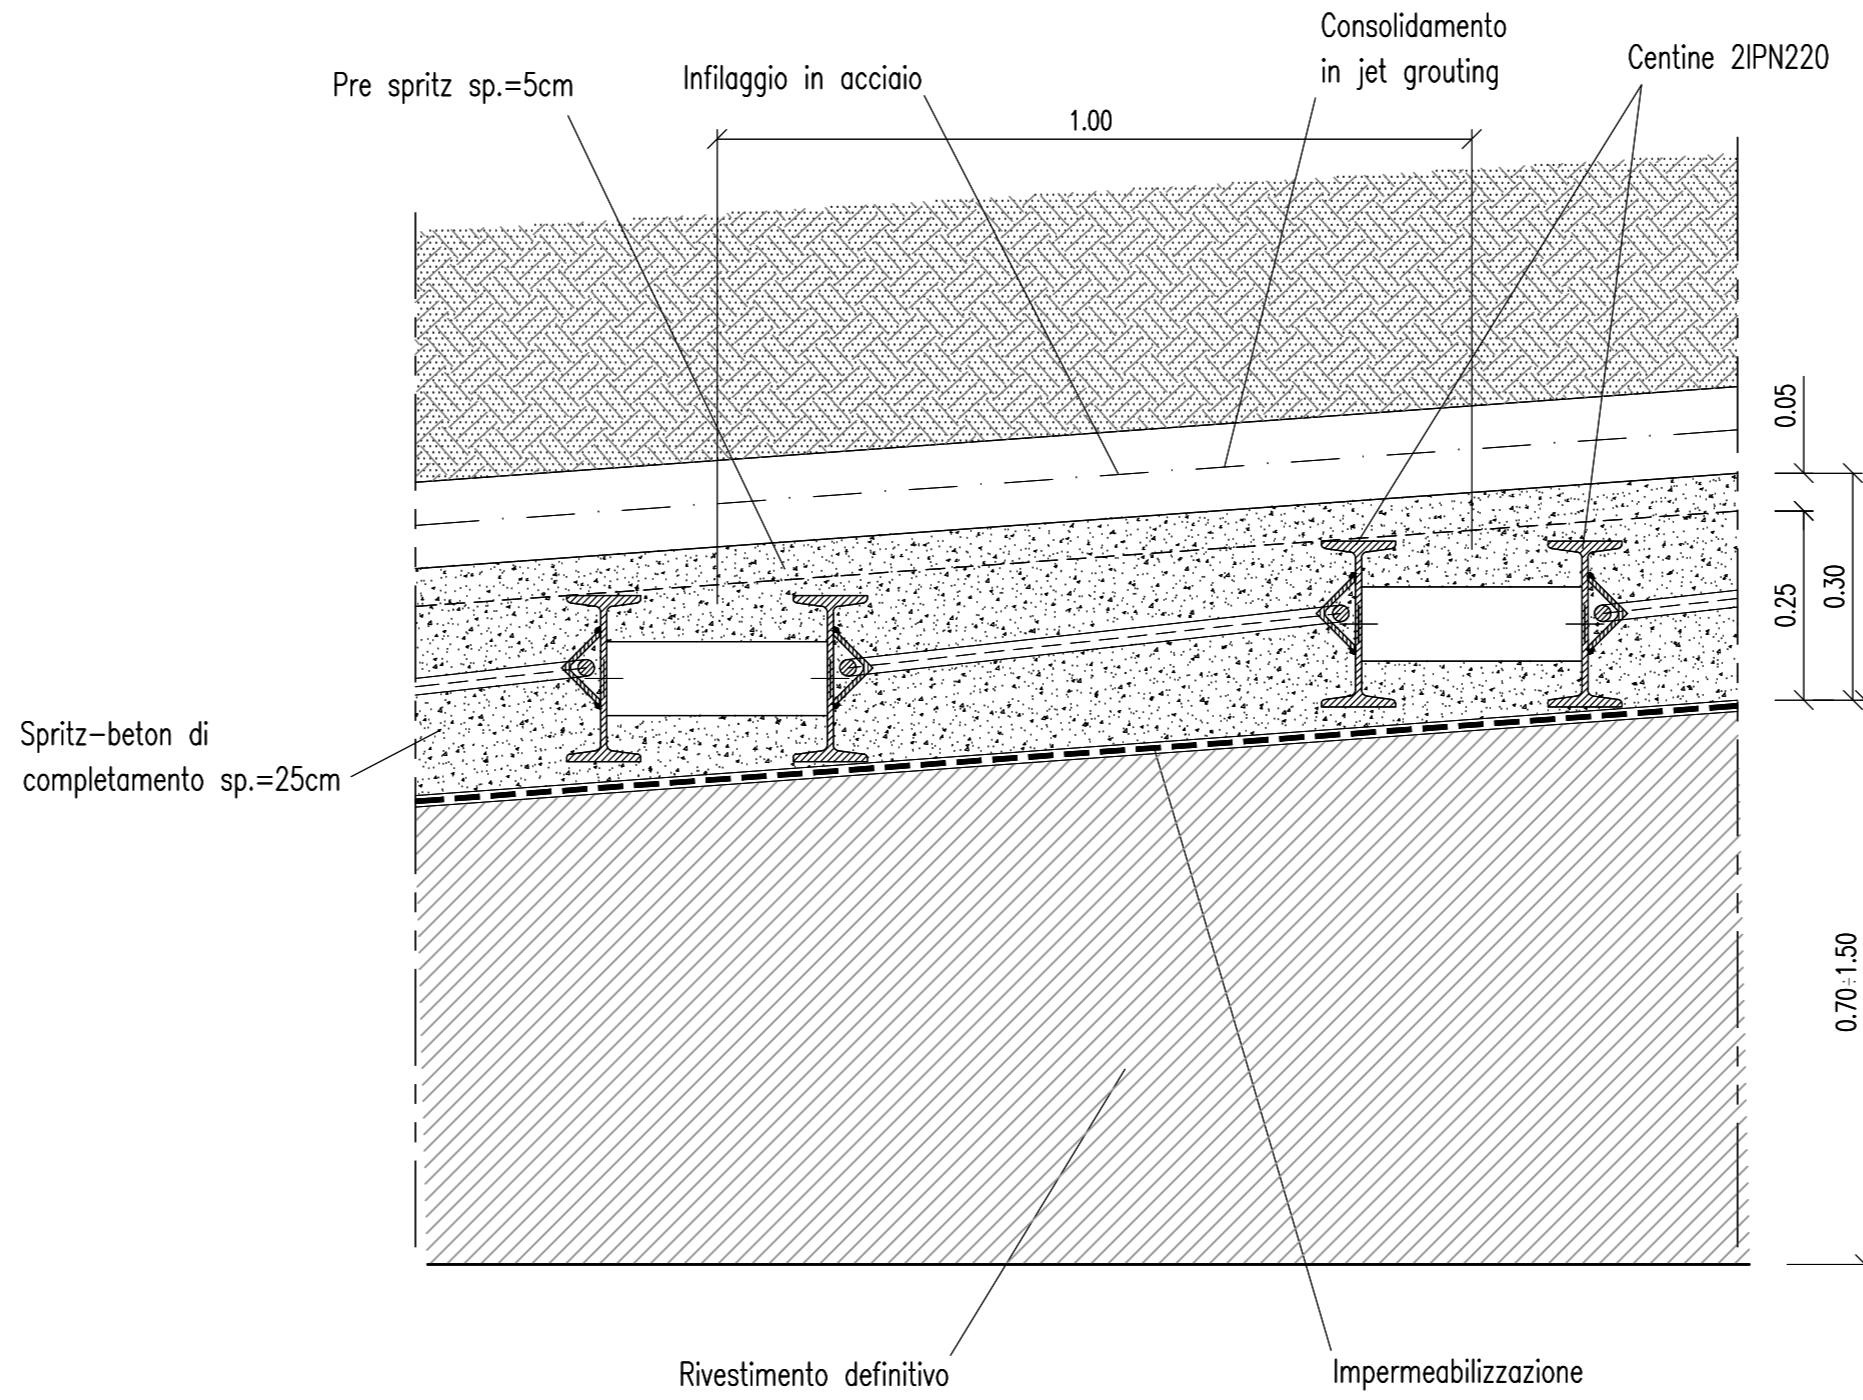 Consolidamento
in jet grouting
Centine 2IPN220
Pre spritz sp.=5cm
Infilaggio in acciaio
1.00
0.05
0.25
0.30
Spritz-beton di
completamento sp.=25cm
0.70÷1.50
Rivestimento definitivo
Impermeabilizzazione